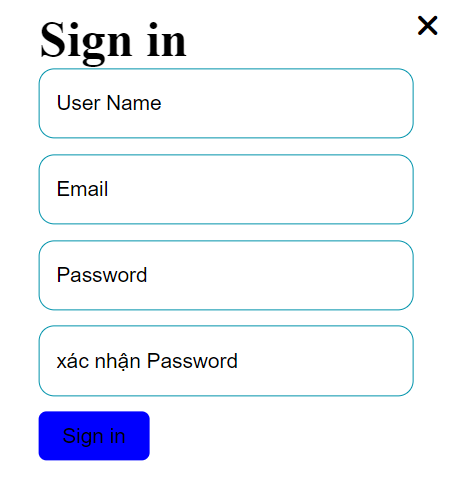 Sign in
User Name
Email
Password
xác nhận Password
Sign in